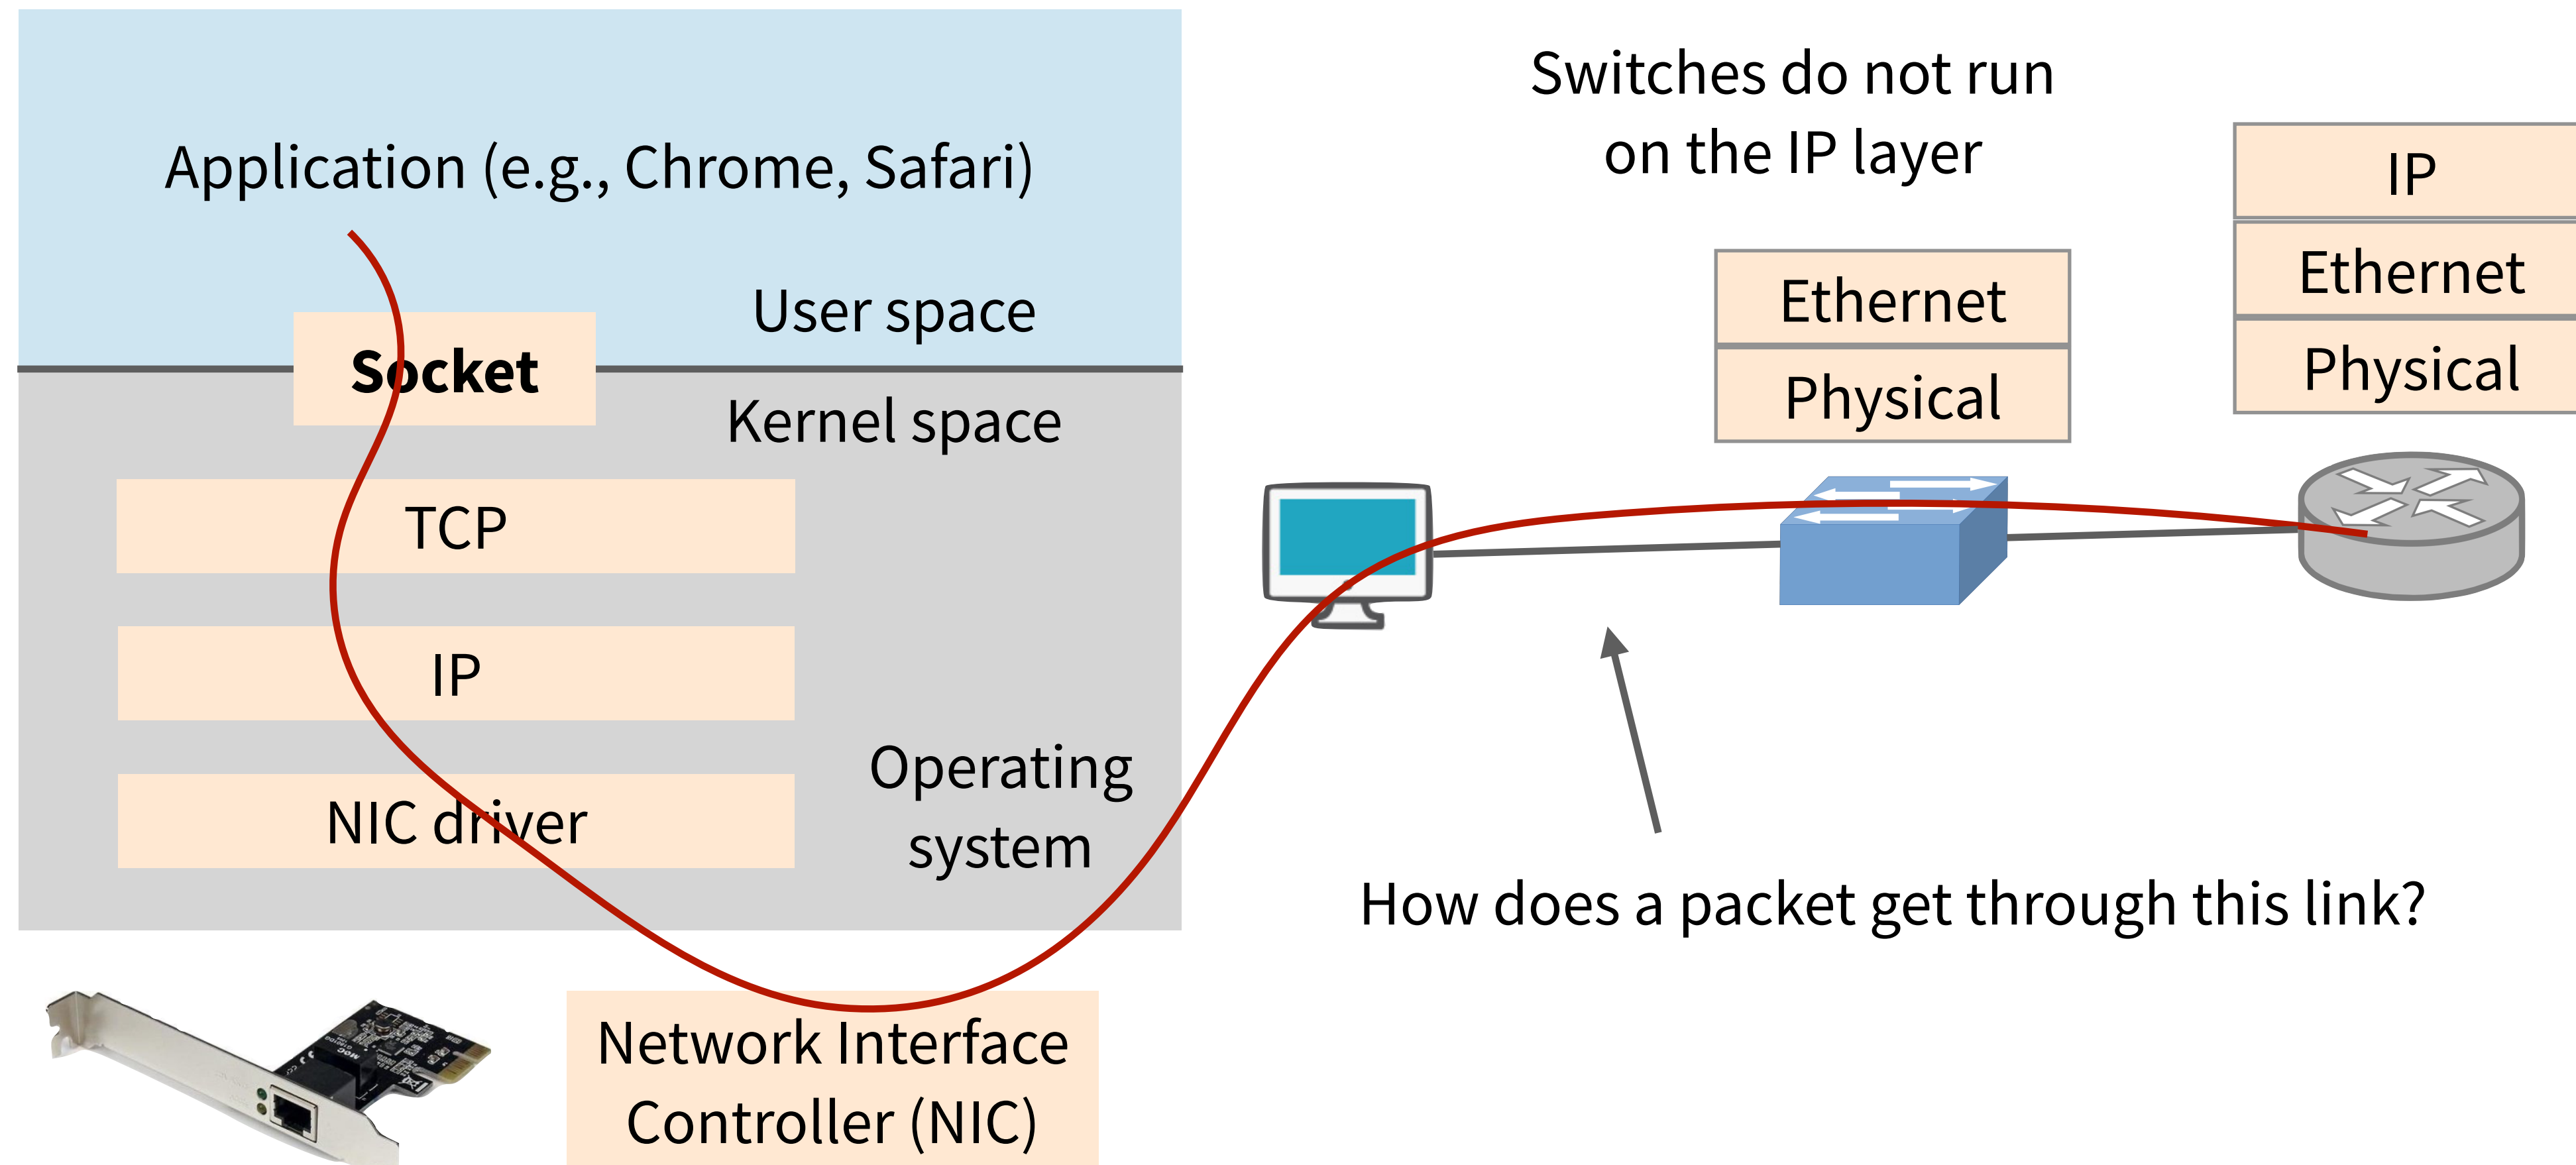 Application (e.g., Chrome, Safari)
User space
Socket
Kernel space
TCP
IP
NIC driver
Operating
system
Network Interface
Controller (NIC)
Switches do not run
on the IP layer
Ethernet
Physical
IP
Ethernet
Physical
How does a packet get through this link?